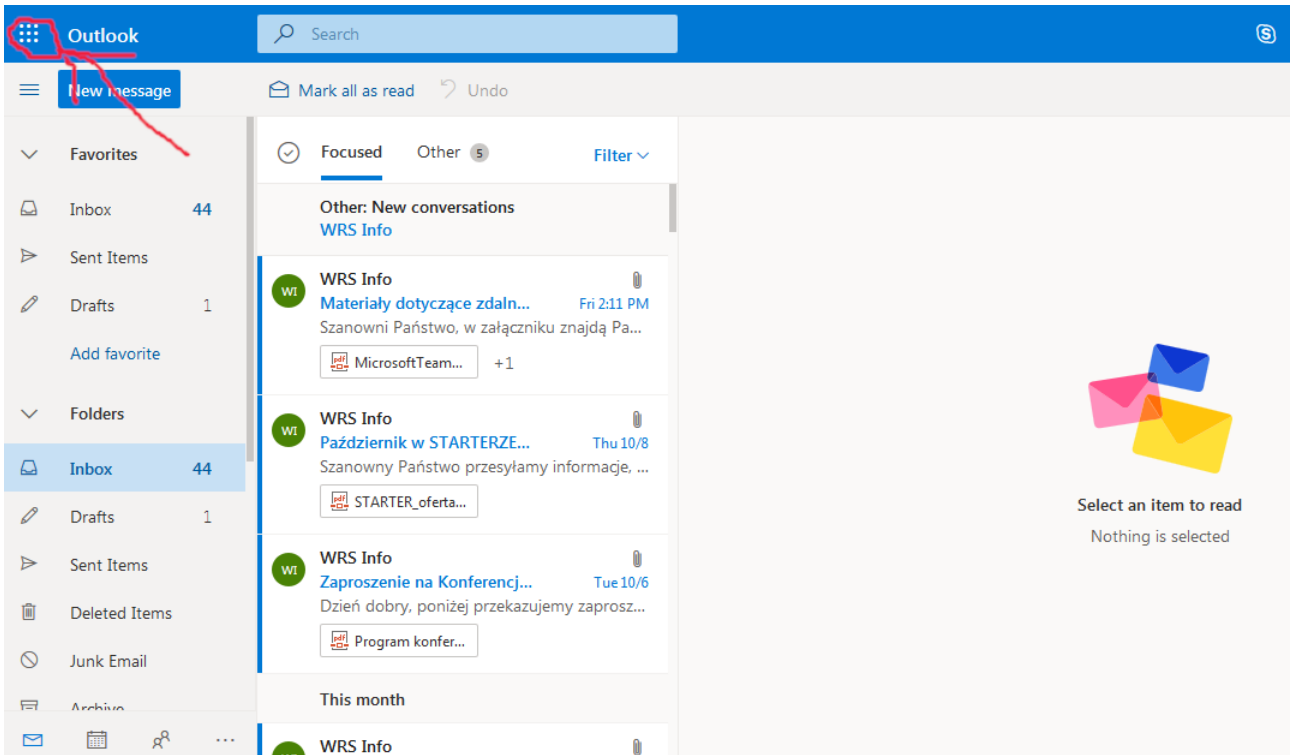 Outlook
Search
New message
Mark all as read
Undo
Favorites
Inbox 44
Sent Items
Drafts 1
Add favorite
Folders
Inbox 44
Drafts 1
Sent Items
Deleted Items
Junk Email
Archive
Focused
Other 5
Filter
Other: New conversations
WRS Info
WI
WRS Info
Materiały dotyczące zdaln... Fri 2:11 PM
Szanowni Państwo, w załączniku znajdą Pa...
MicrosoftTeam... +1
WI
WRS Info
Październik w STARTERZE... Thu 10/8
Szanowny Państwo przesyłamy informacje, ...
STARTER_oferta...
WI
WRS Info
Zaproszenie na Konferencj... Tue 10/6
Dzień dobry, poniżej przekazujemy zaprosz...
Program konfer...
This month
WRS Info
Select an item to read
Nothing is selected